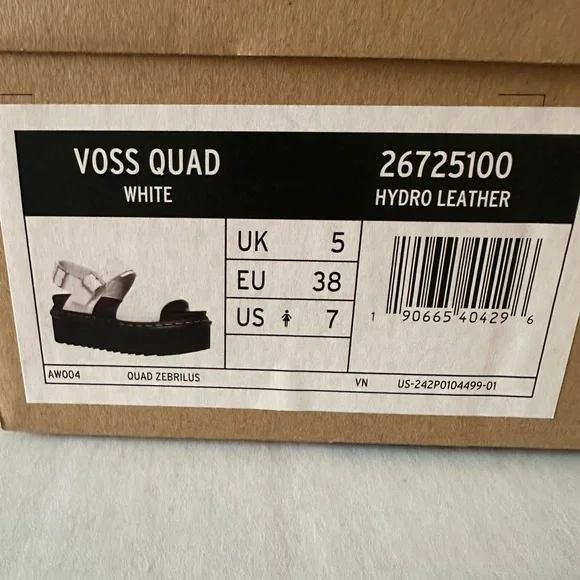 VOSS QUAD
WHITE
26725100
HYDRO LEATHER
UK 5
EU 38
US 7
1 90665 40429 6
AW004 QUAD ZEBRILUS VN US-242P0104499-01